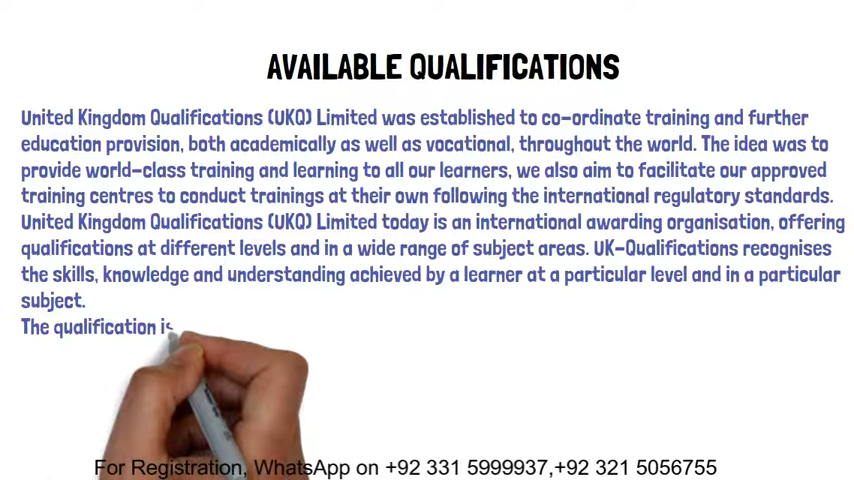 AVAILABLE QUALIFICATIONS
United Kingdom Qualifications (UKQ) Limited was established to co-ordinate training and further
education provision, both academically as well as vocational, throughout the world. The idea was to
provide world-class training and learning to all our learners, we also aim to facilitate our approved
training centres to conduct trainings at their own following the international regulatory standards.
United Kingdom Qualifications (UKQ) Limited today is an international awarding organisation, offering
qualifications at different levels and in a wide range of subject areas. UK-Qualifications recognises
the skills, knowledge and understanding achieved by a learner at a particular level and in a particular
subject.
The qualification is
For Registration, WhatsApp on +92 331 5999937,+92 321 5056755